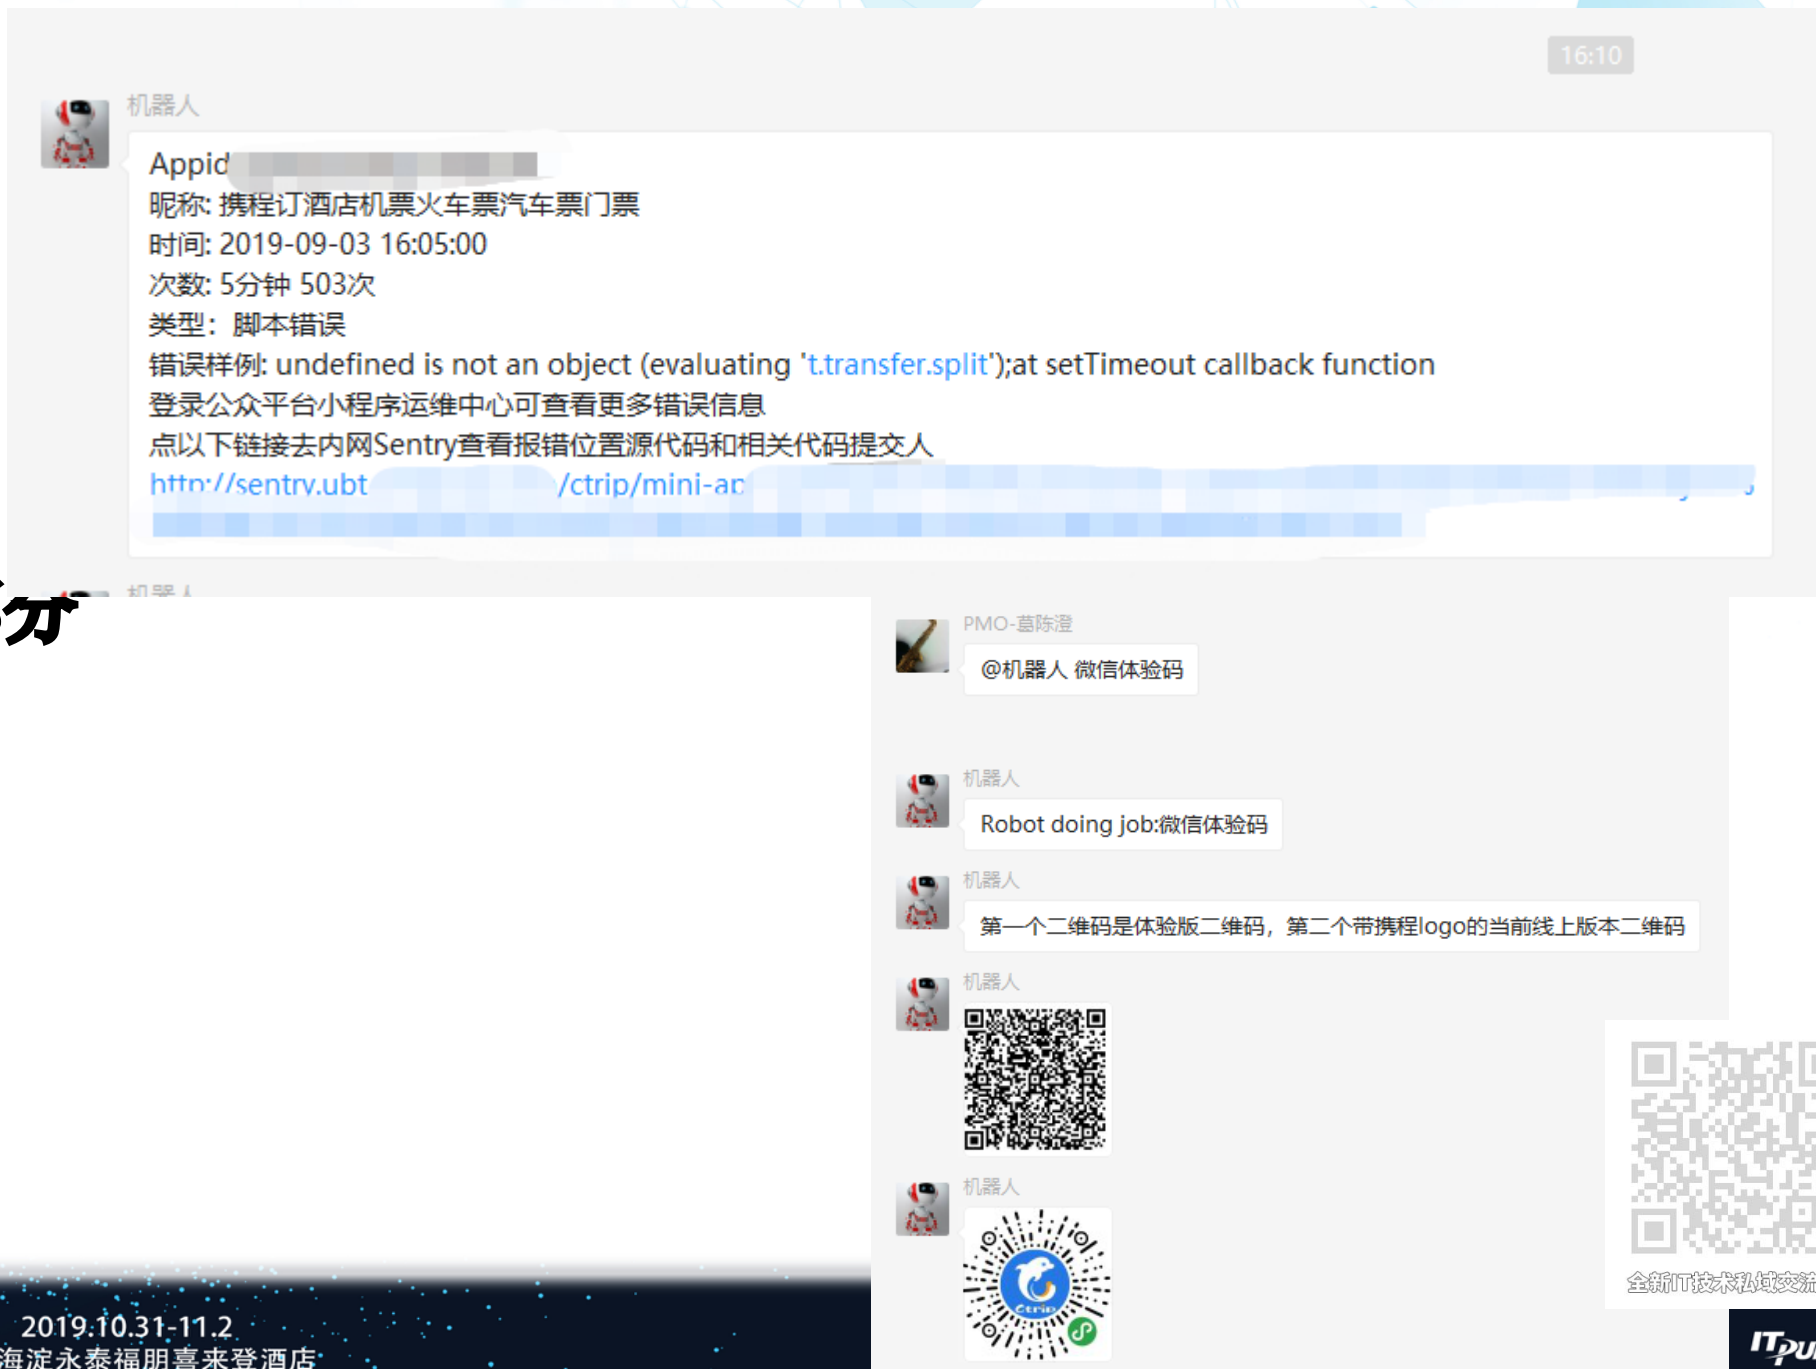 16:10
机器人
Appid
昵称: 携程订酒店机票火车票汽车票门票
时间: 2019-09-03 16:05:00
次数: 5分钟 503次
类型：脚本错误
错误样例: undefined is not an object (evaluating 't.transfer.split');at setTimeout callback function
登录公众平台小程序运维中心可查看更多错误信息
点以下链接去内网Sentry查看报错位置源代码和相关代码提交人
http://sentry.ubt /ctrip/mini-ap
机器人
分
PMO-葛陈澄
@机器人 微信体验码
机器人
Robot doing job:微信体验码
机器人
第一个二维码是体验版二维码，第二个带携程logo的当前线上版本二维码
机器人
机器人
Ctrip
全新IT技术私域交流
2019.10.31-11.2
海淀永泰福朋喜来登酒店
ITPU